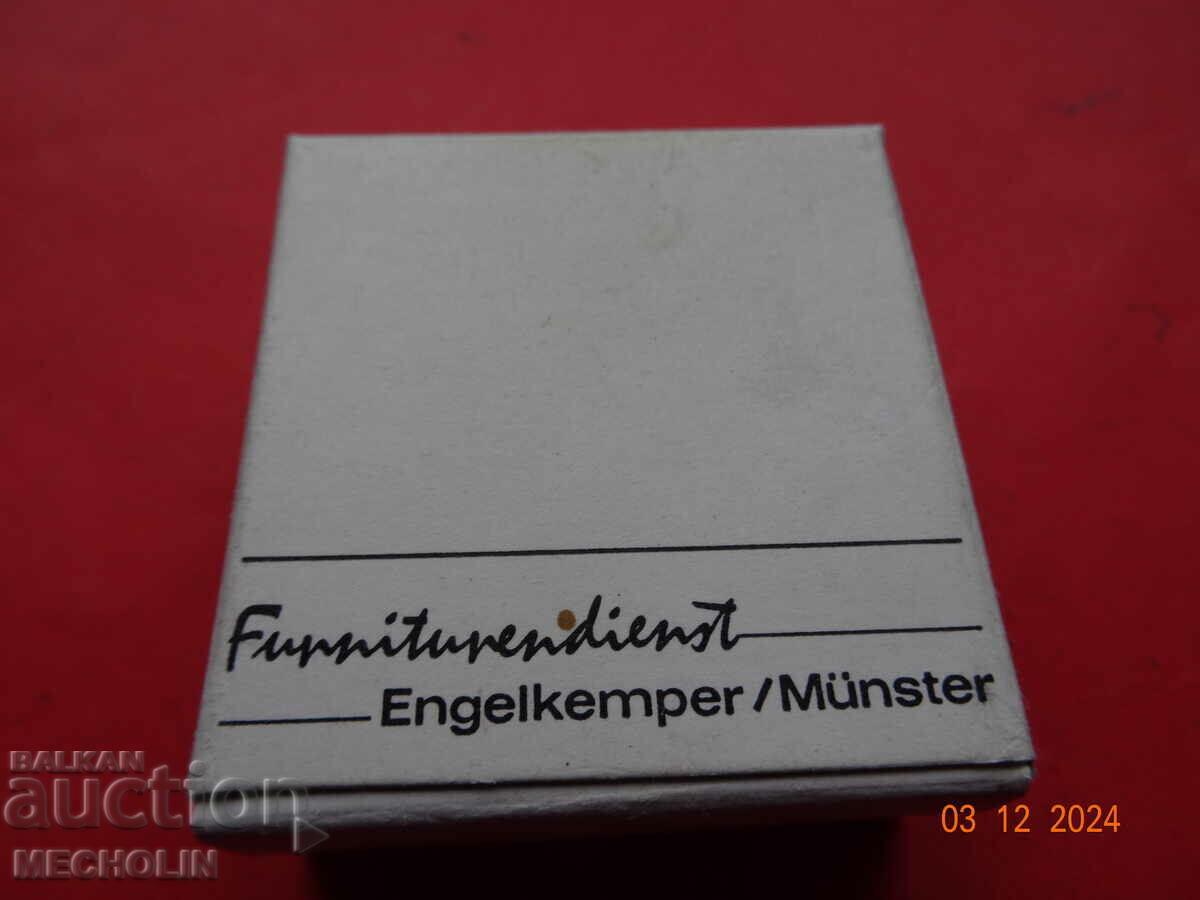 Furniturendienst
Engelkemper/Münster
BALKAN
auction
MECHOLIN
03 12 2024